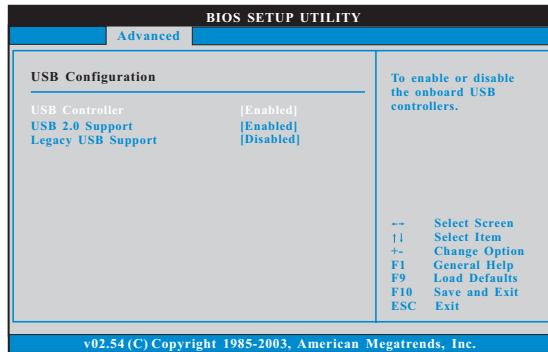 BIOS SETUP UTILITY
Advanced
USB Configuration
USB Controller [Enabled]
USB 2.0 Support [Enabled]
Legacy USB Support [Disabled]
To enable or disable
the onboard USB
controllers.
←→ Select Screen
↑↓ Select Item
+- Change Option
F1 General Help
F9 Load Defaults
F10 Save and Exit
ESC Exit
v02.54 (C) Copyright 1985-2003, American Megatrends, Inc.